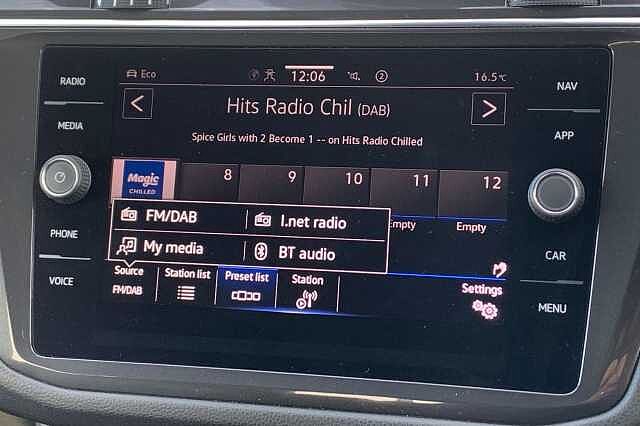 RADIO
MEDIA
PHONE
VOICE
Eco 12:06 2 16.5°C
Hits Radio Chil (DAB)
Spice Girls with 2 Become 1 -- on Hits Radio Chilled
Magic
CHILLED
8 9 10 11 12
Empty Empty
FM/DAB I.net radio
My media BT audio
Source Station list Preset list Station
FM/DAB
Settings
NAV
APP
CAR
MENU